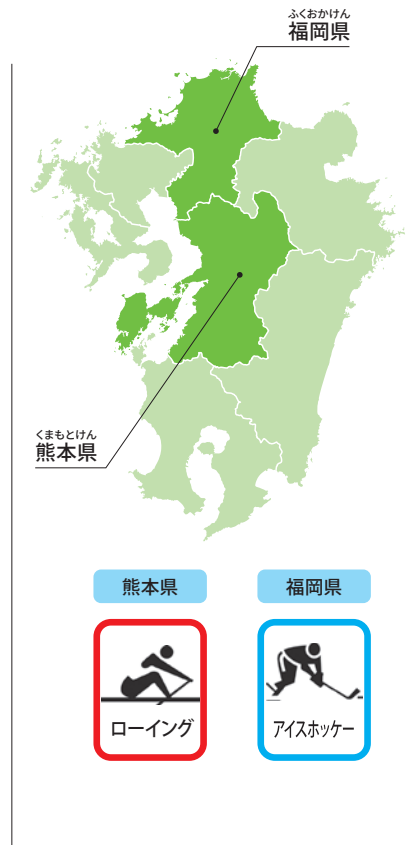 ふくおかけん
福岡県
くまもとけん
熊本県
熊本県
福岡県
ローイング
アイスホッケー